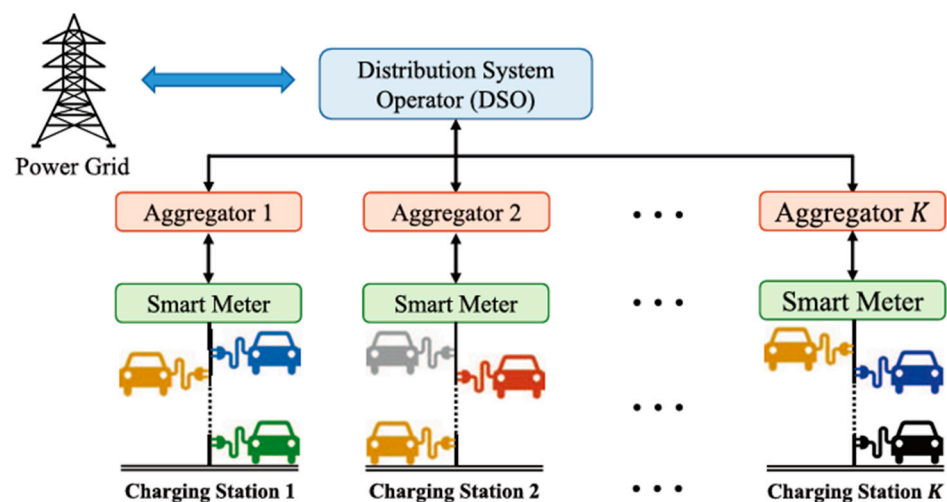 Distribution System
Operator (DSO)
Power Grid
Aggregator 1
Aggregator 2
. . .
Aggregator K
Smart Meter
Smart Meter
. . .
Smart Meter
. . .
Charging Station 1
Charging Station 2
. . .
Charging Station K